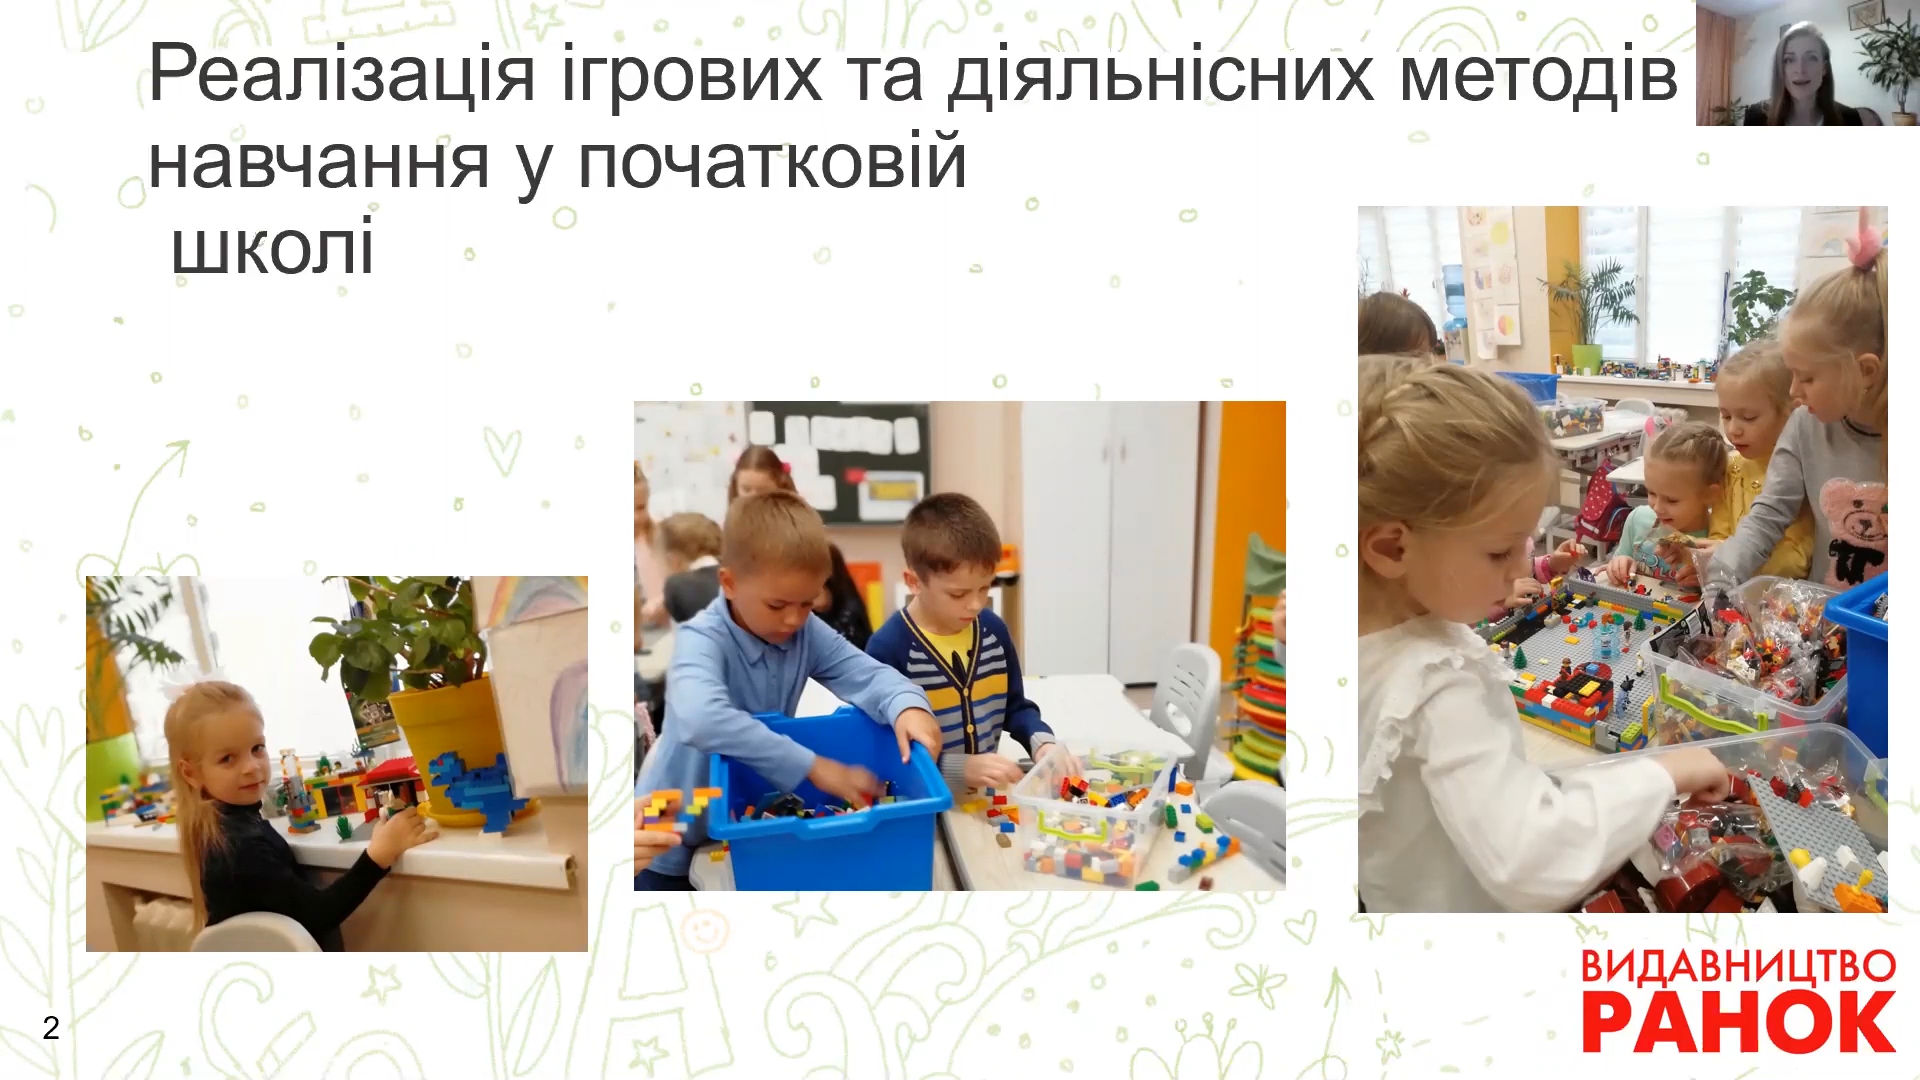 Реалізація ігрових та діяльнісних методів
навчання у початковій
школі
ВИДАВНИЦТВО
РАНОК
2